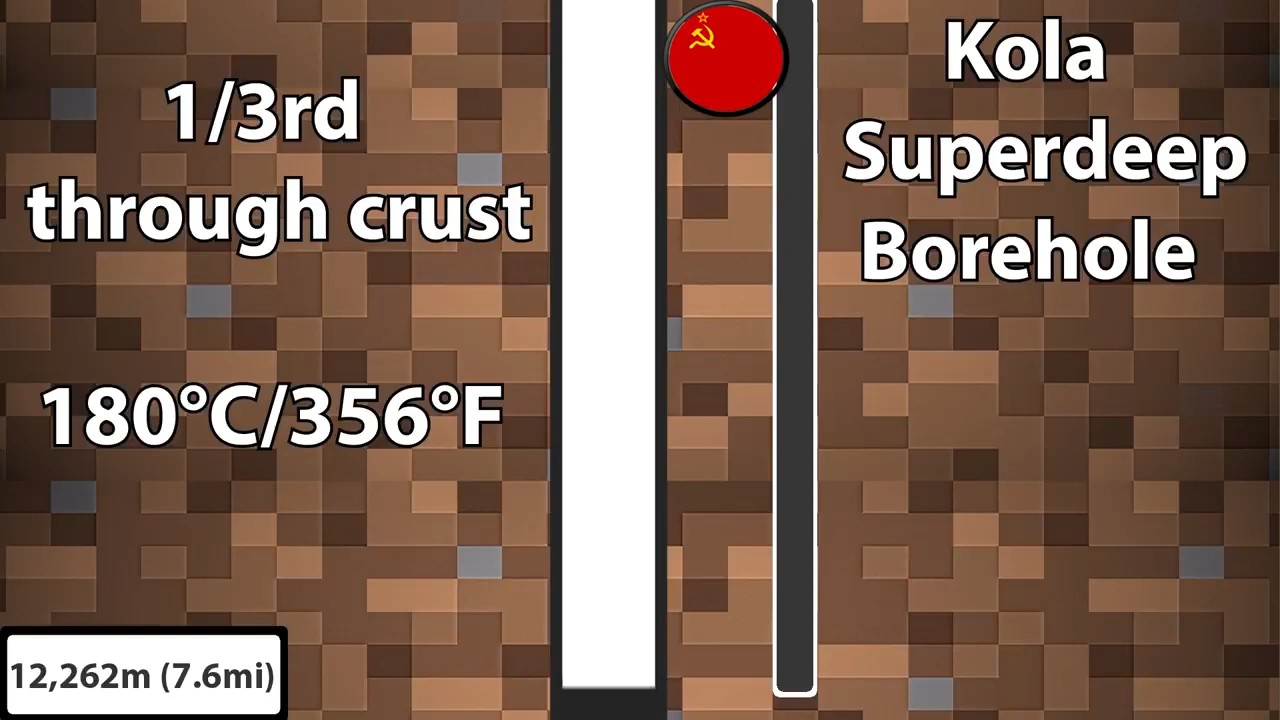 1/3rd
through crust
180°C/356°F
12,262m (7.6mi)
Kola
Superdeep
Borehole